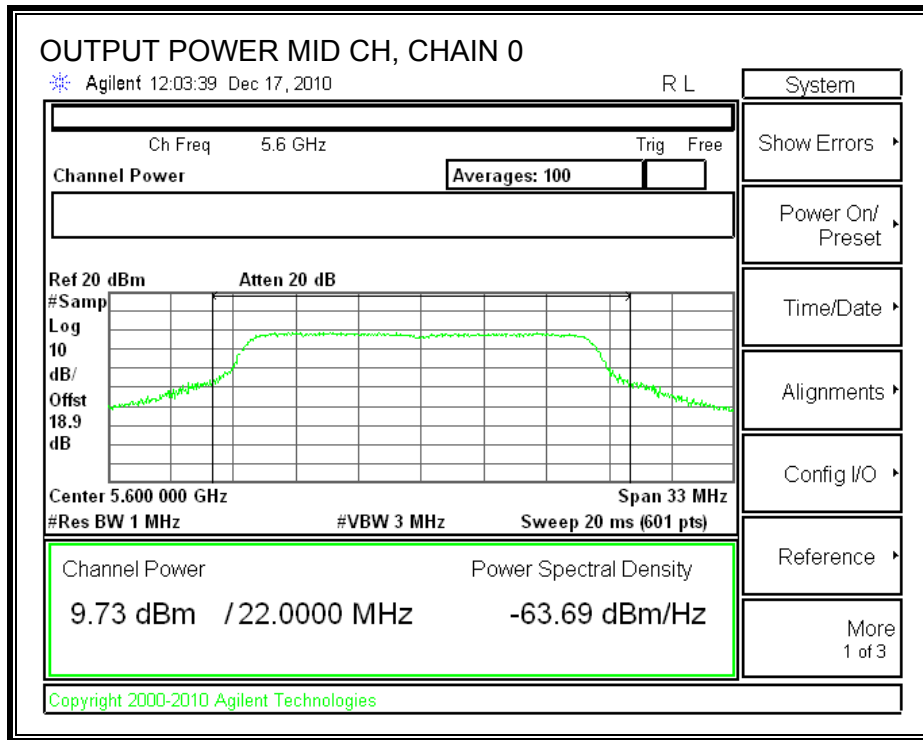 OUTPUT POWER MID CH, CHAIN 0
Agilent 12:03:39 Dec 17, 2010 R L
System
Ch Freq 5.6 GHz Trig Free
Show Errors
Channel Power Averages: 100
Power On/
Preset
Ref 20 dBm Atten 20 dB
#Samp
Log
10
dB/
Offst
18.9
dB
Time/Date
Alignments
Config I/O
Center 5.600 000 GHz Span 33 MHz
#Res BW 1 MHz #VBW 3 MHz Sweep 20 ms (601 pts)
Channel Power Power Spectral Density
Reference
9.73 dBm / 22.0000 MHz -63.69 dBm/Hz
More
1 of 3
Copyright 2000-2010 Agilent Technologies